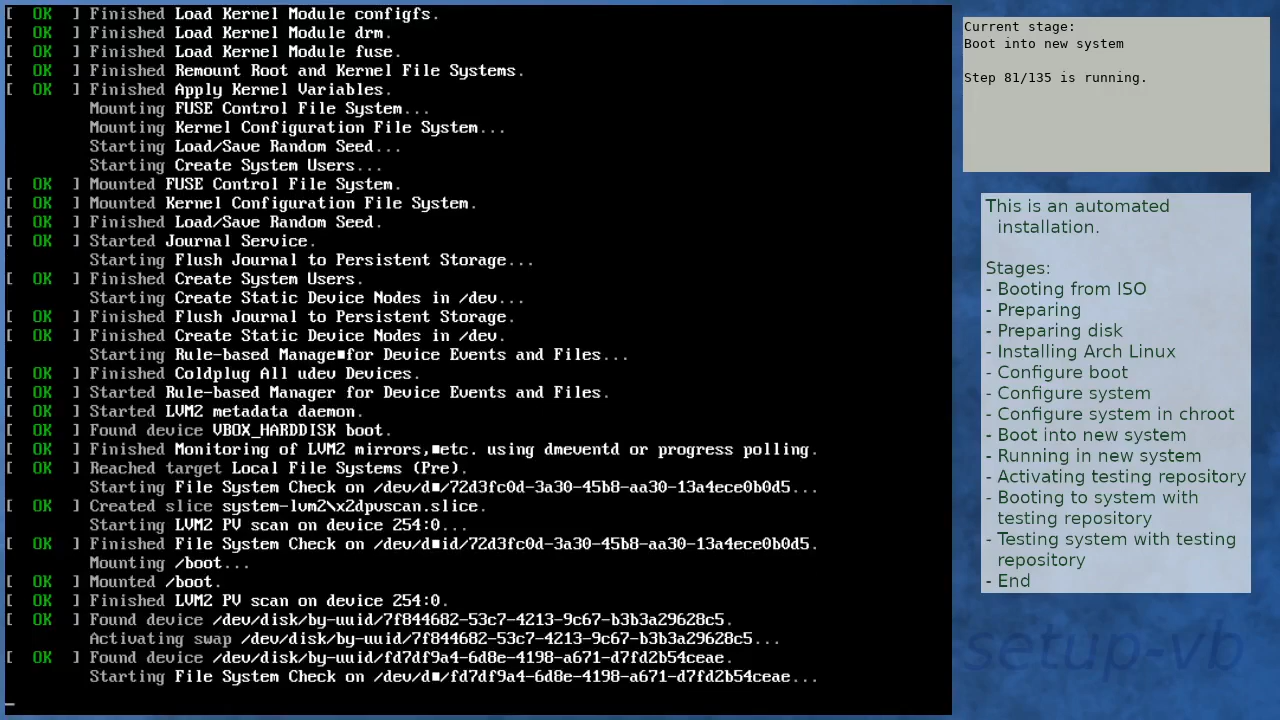 [  OK  ] Finished Load Kernel Module configfs.
[  OK  ] Finished Load Kernel Module drm.
[  OK  ] Finished Load Kernel Module fuse.
[  OK  ] Finished Remount Root and Kernel File Systems.
[  OK  ] Finished Apply Kernel Variables.
Mounting FUSE Control File System...
Mounting Kernel Configuration File System...
Starting Load/Save Random Seed...
Starting Create System Users...
[  OK  ] Mounted FUSE Control File System.
[  OK  ] Mounted Kernel Configuration File System.
[  OK  ] Finished Load/Save Random Seed.
[  OK  ] Started Journal Service.
Starting Flush Journal to Persistent Storage...
[  OK  ] Finished Create System Users.
Starting Create Static Device Nodes in /dev...
[  OK  ] Finished Flush Journal to Persistent Storage.
[  OK  ] Finished Create Static Device Nodes in /dev.
Starting Rule-based Manage■for Device Events and Files...
[  OK  ] Finished Coldplug All udev Devices.
[  OK  ] Started Rule-based Manager for Device Events and Files.
[  OK  ] Started LVM2 metadata daemon.
[  OK  ] Found device VBOX_HARDDISK boot.
[  OK  ] Finished Monitoring of LVM2 mirrors,■etc. using dmeventd or progress polling.
[  OK  ] Reached target Local File Systems (Pre).
Starting File System Check on /dev/d■/72d3fc0d-3a30-45b8-aa30-13a4ece0b0d5...
[  OK  ] Created slice system-lvm2\x2dpvscan.slice.
Starting LVM2 PV scan on device 254:0...
[  OK  ] Finished File System Check on /dev/d■id/72d3fc0d-3a30-45b8-aa30-13a4ece0b0d5.
Mounting /boot...
[  OK  ] Mounted /boot.
[  OK  ] Finished LVM2 PV scan on device 254:0.
[  OK  ] Found device /dev/disk/by-uuid/7f844682-53c7-4213-9c67-b3b3a29628c5.
Activating swap /dev/disk/by-uuid/7f844682-53c7-4213-9c67-b3b3a29628c5...
[  OK  ] Found device /dev/disk/by-uuid/fd7df9a4-6d8e-4198-a671-d7fd2b54ceae.
Starting File System Check on /dev/d■/fd7df9a4-6d8e-4198-a671-d7fd2b54ceae...
_
Current stage:
Boot into new system
Step 81/135 is running.
This is an automated
installation.
Stages:
- Booting from ISO
- Preparing
- Preparing disk
- Installing Arch Linux
- Configure boot
- Configure system
- Configure system in chroot
- Boot into new system
- Running in new system
- Activating testing repository
- Booting to system with
testing repository
- Testing system with testing
repository
- End
setup-vb